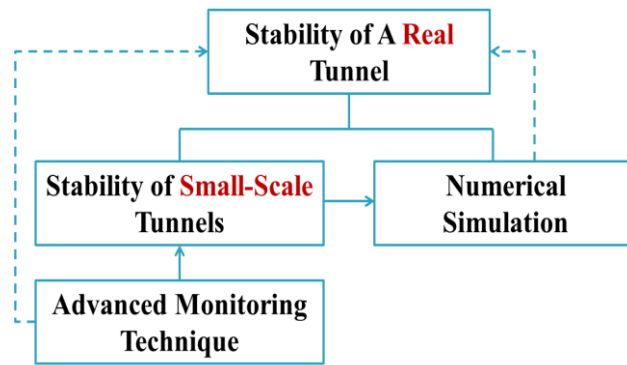 Stability of A Real
Tunnel
Stability of Small-Scale
Tunnels
Numerical
Simulation
Advanced Monitoring
Technique